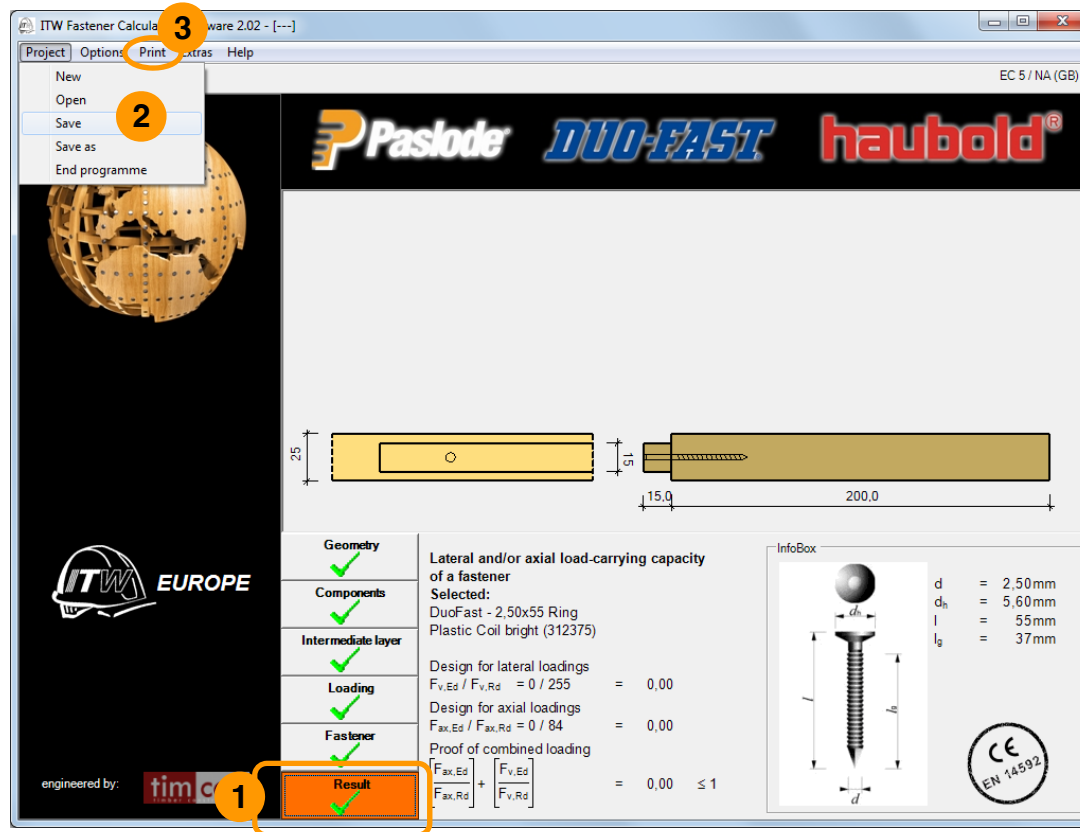 ITW Fastener Calcula ware 2.02 - [---]
3
Project Options Print Extras Help
EC 5 / NA (GB)
New
Open
Save
Save as
End programme
2
Paslode DUO-FAST haubold®
25
15
15,0 200,0
ITW EUROPE
Geometry
Components
Intermediate layer
Loading
Fastener
Result
1
engineered by:
tim
Lateral and/or axial load-carrying capacity
of a fastener
Selected:
DuoFast - 2,50x55 Ring
Plastic Coil bright (312375)
Design for lateral loadings
Fv,Ed / Fv,Rd = 0 / 255 = 0,00
Design for axial loadings
Fax,Ed / Fax,Rd = 0 / 84 = 0,00
Proof of combined loading
[Fax,Ed / Fax,Rd] + [Fv,Ed / Fv,Rd] = 0,00 ≤ 1
InfoBox
dh
l
lg
d
d = 2,50mm
dh = 5,60mm
l = 55mm
lg = 37mm
CE
EN 14592